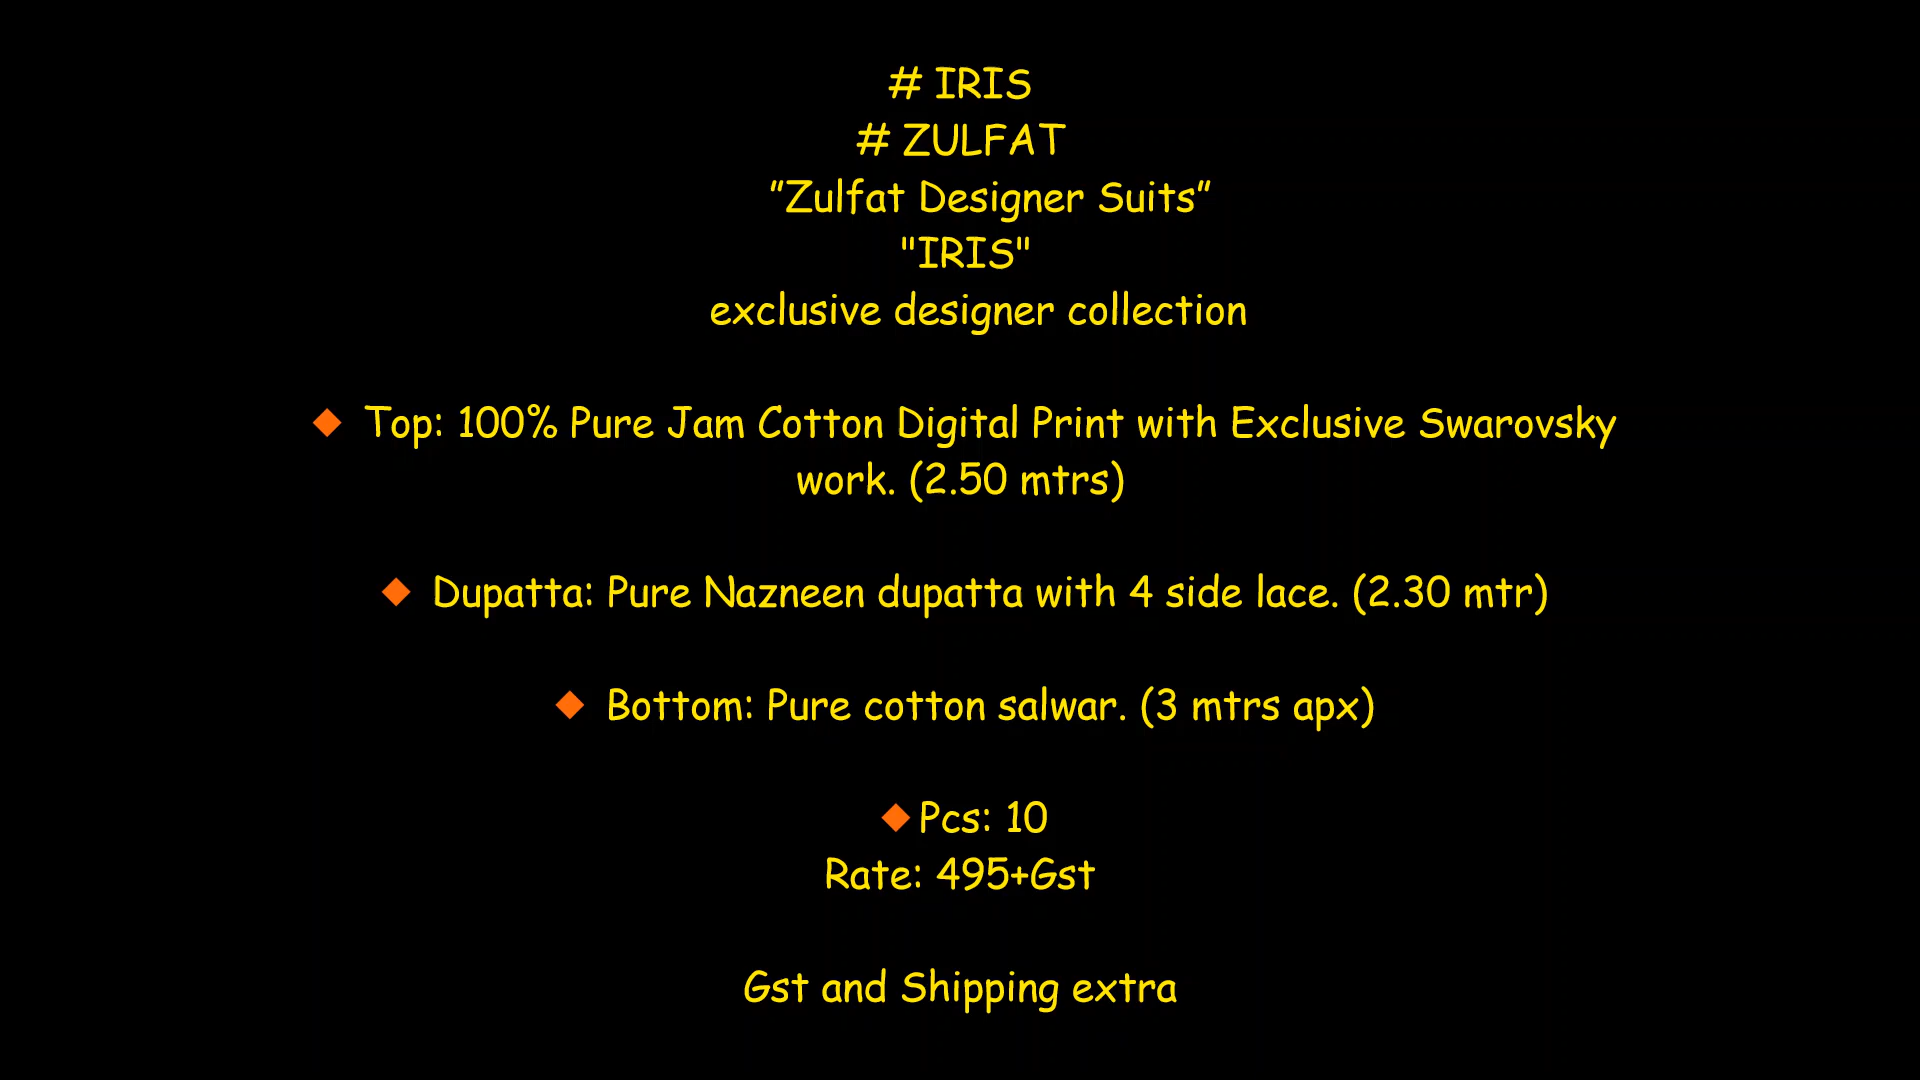 # IRIS
# ZULFAT
”Zulfat Designer Suits”
"IRIS"
exclusive designer collection
🔶 Top: 100% Pure Jam Cotton Digital Print with Exclusive Swarovsky
work. (2.50 mtrs)
🔶 Dupatta: Pure Nazneen dupatta with 4 side lace. (2.30 mtr)
🔶 Bottom: Pure cotton salwar. (3 mtrs apx)
🔶Pcs: 10
Rate: 495+Gst
Gst and Shipping extra